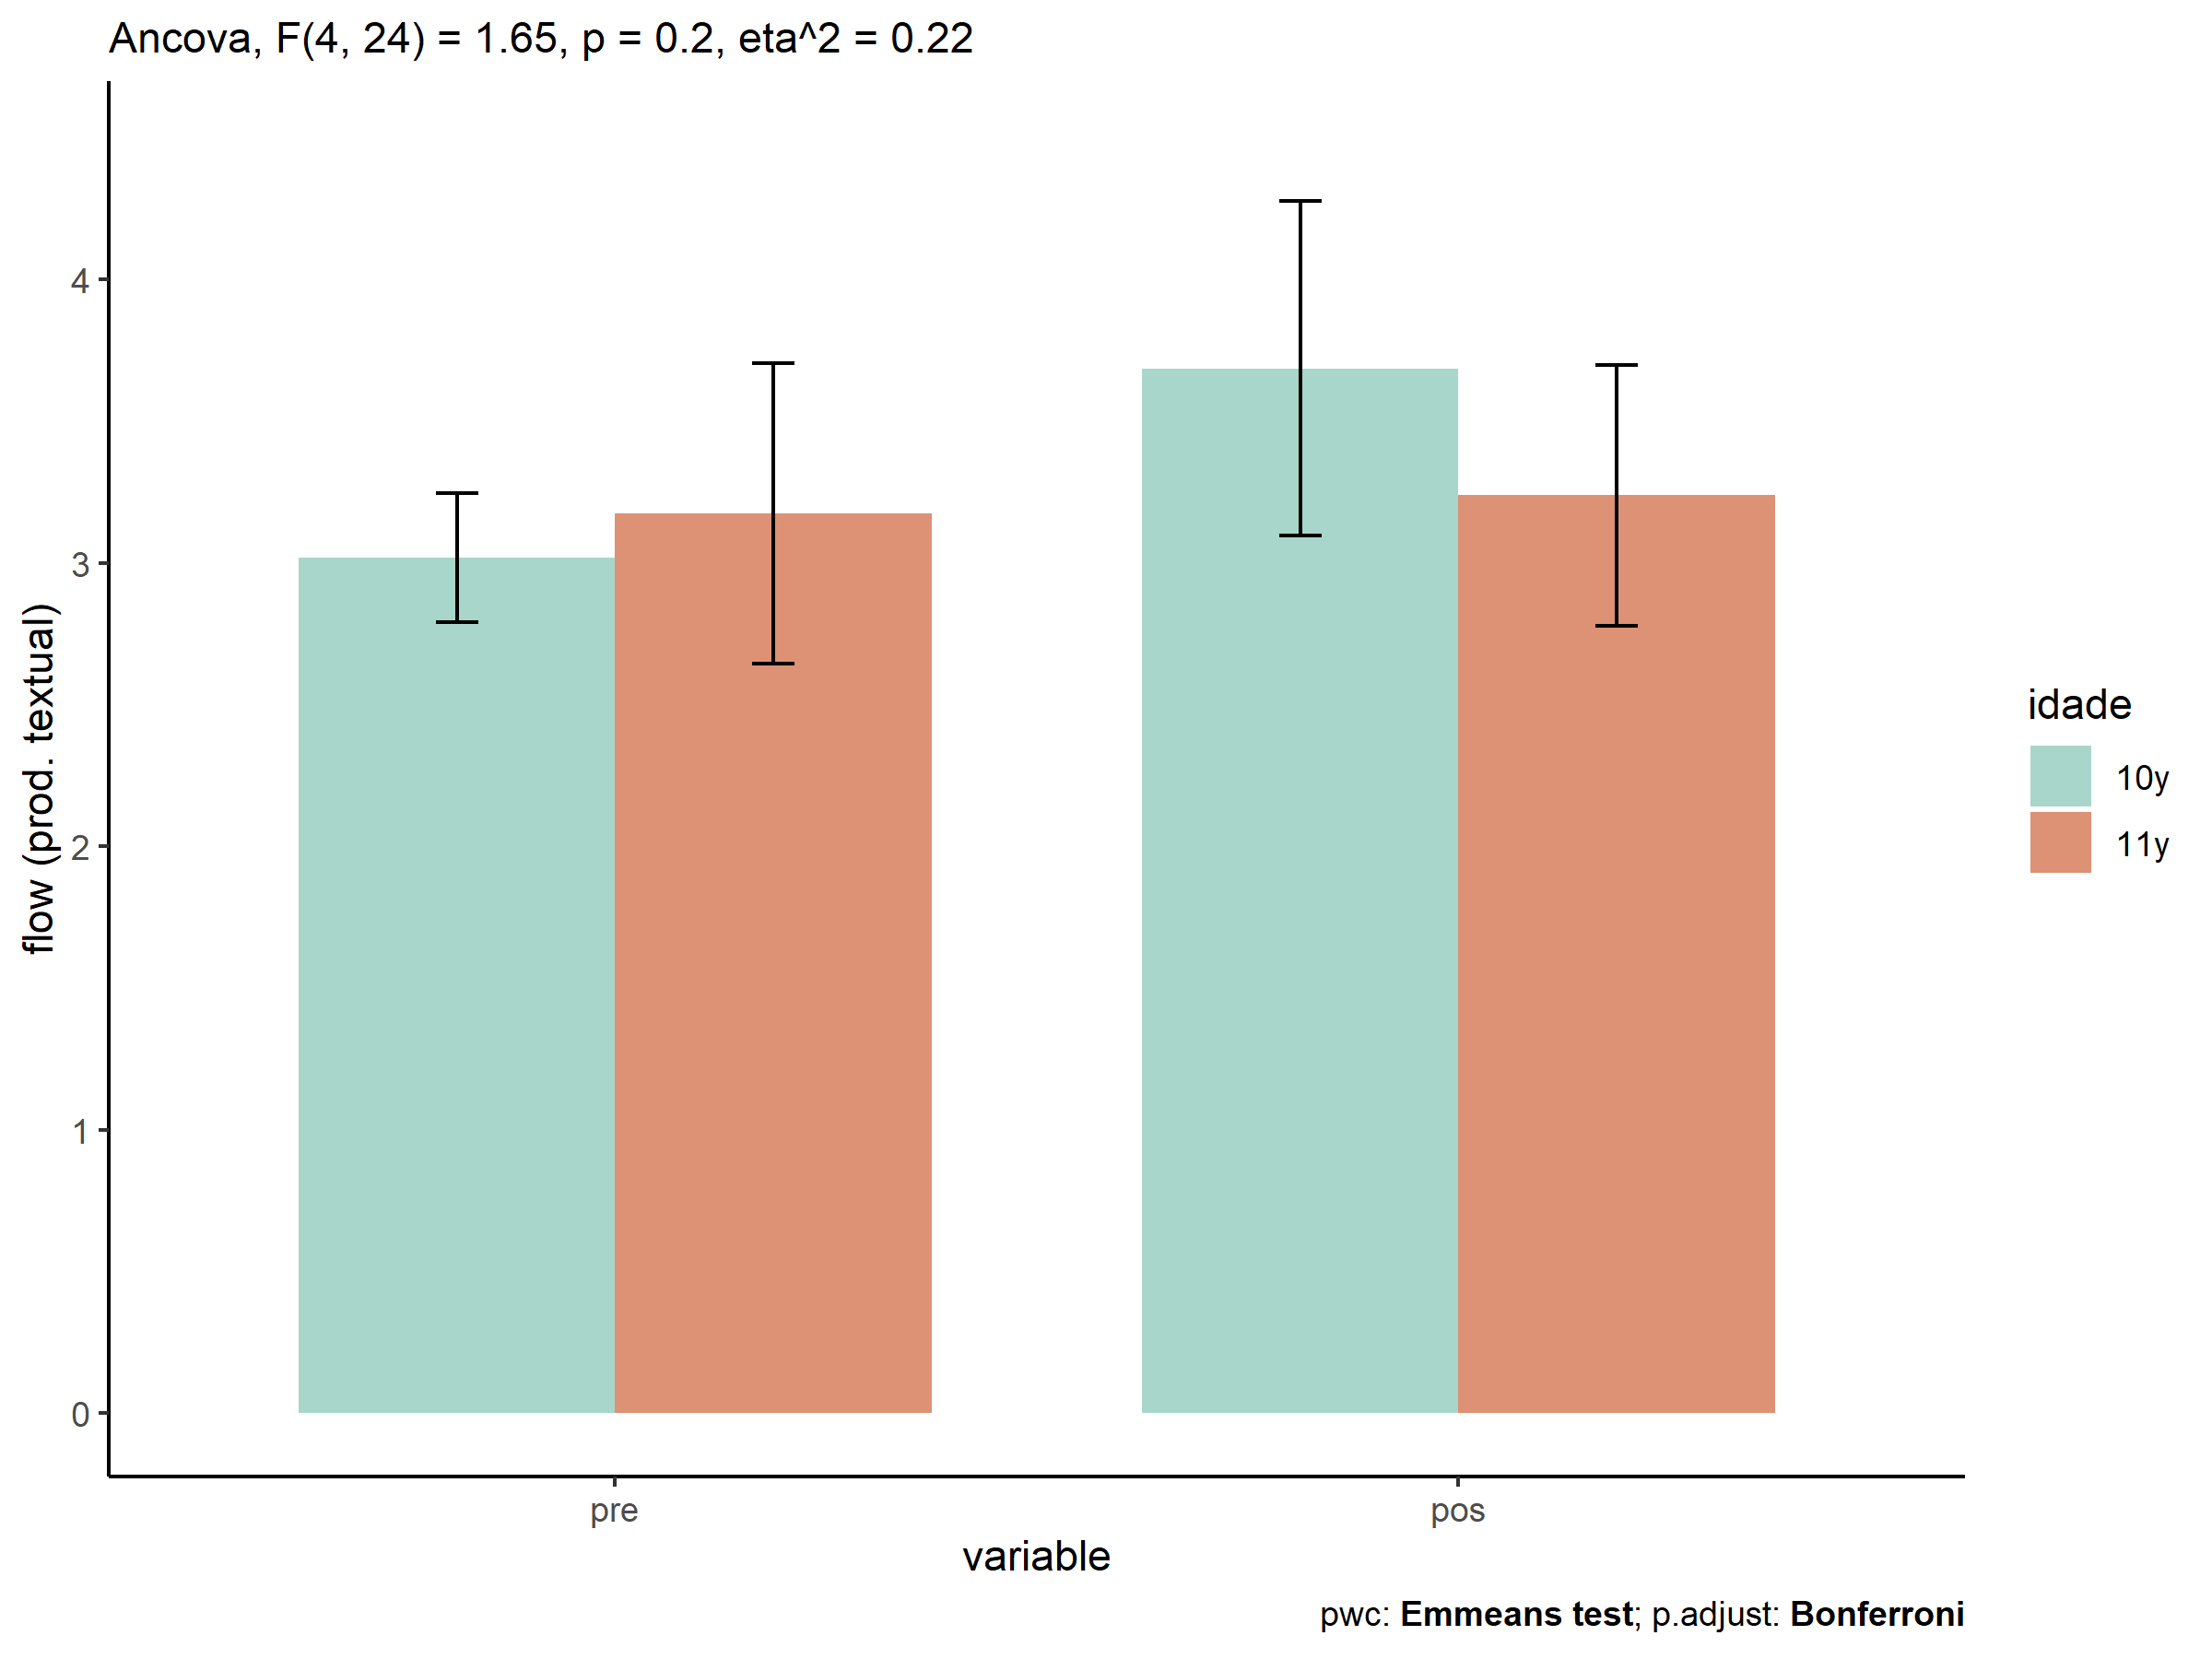 Ancova, F(4, 24) = 1.65, p = 0.2, eta^2 = 0.22
flow (prod. textual)
4
3
2
1
0
pre
pos
variable
idade
10y
11y
pwc: Emmeans test; p.adjust: Bonferroni